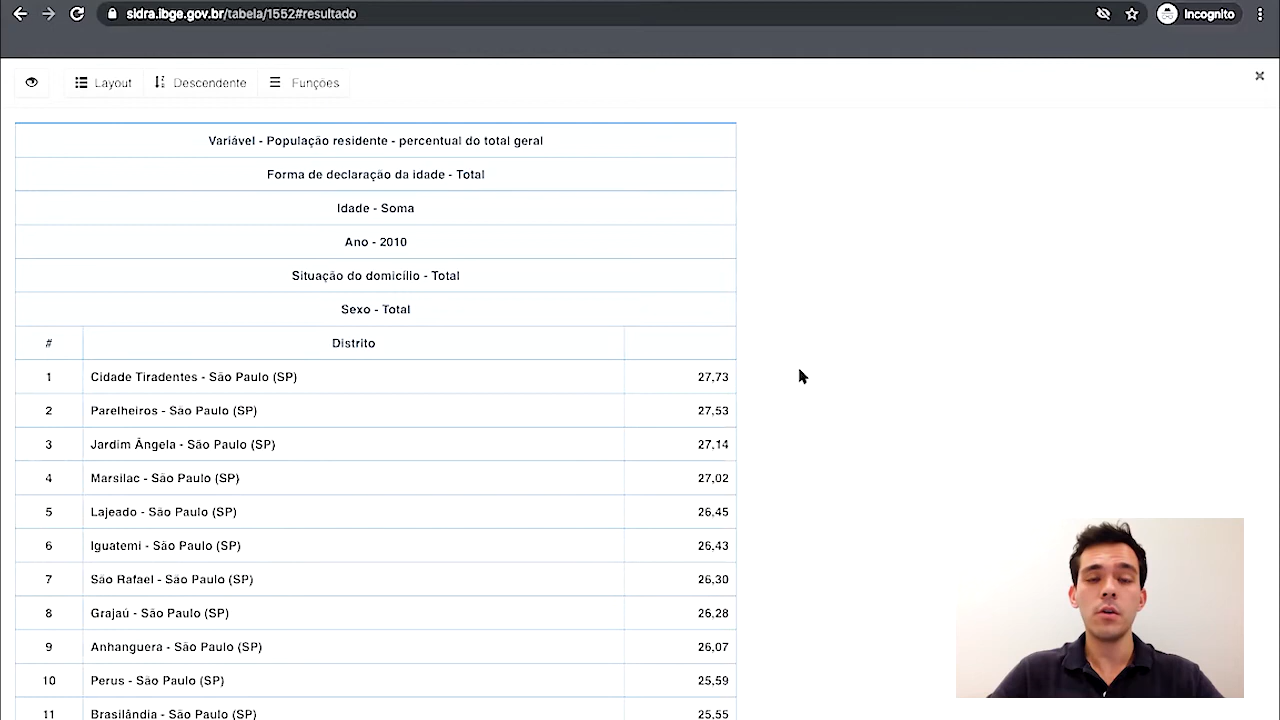 sidra.ibge.gov.br/tabela/1552#resultado
Incognito
Layout
Descendente
Funções
Variável - População residente - percentual do total geral
Forma de declaração da idade - Total
Idade - Soma
Ano - 2010
Situação do domicílio - Total
Sexo - Total
# Distrito
1 Cidade Tiradentes - São Paulo (SP) 27,73
2 Parelheiros - São Paulo (SP) 27,53
3 Jardim Ângela - São Paulo (SP) 27,14
4 Marsilac - São Paulo (SP) 27,02
5 Lajeado - São Paulo (SP) 26,45
6 Iguatemi - São Paulo (SP) 26,43
7 São Rafael - São Paulo (SP) 26,30
8 Grajaú - São Paulo (SP) 26,28
9 Anhanguera - São Paulo (SP) 26,07
10 Perus - São Paulo (SP) 25,59
11 Brasilândia - São Paulo (SP) 25,55